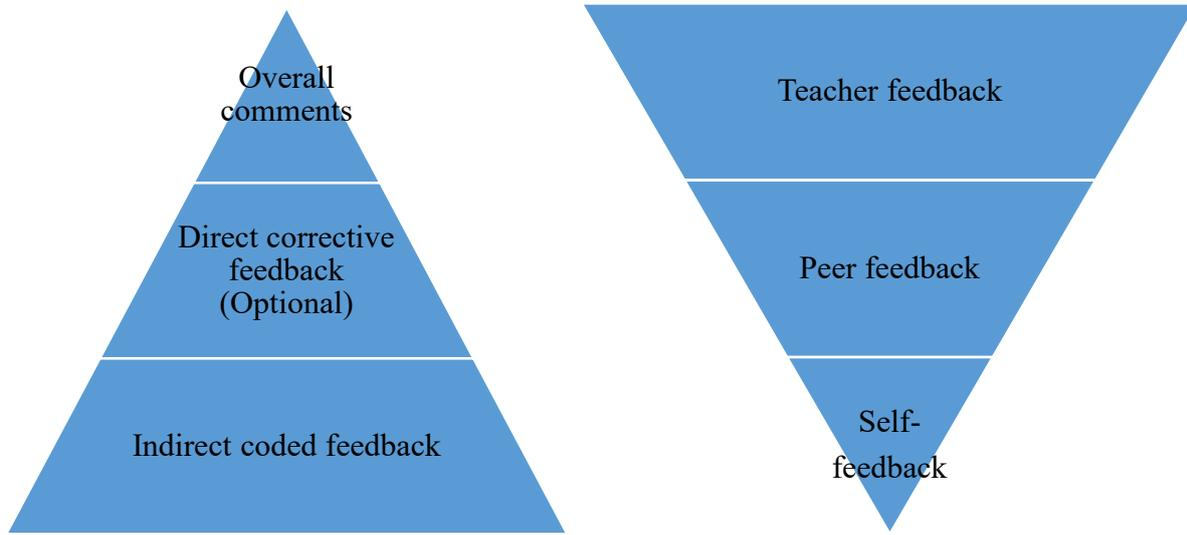 Overall
comments
Direct corrective
feedback
(Optional)
Indirect coded feedback
Teacher feedback
Peer feedback
Self-
feedback